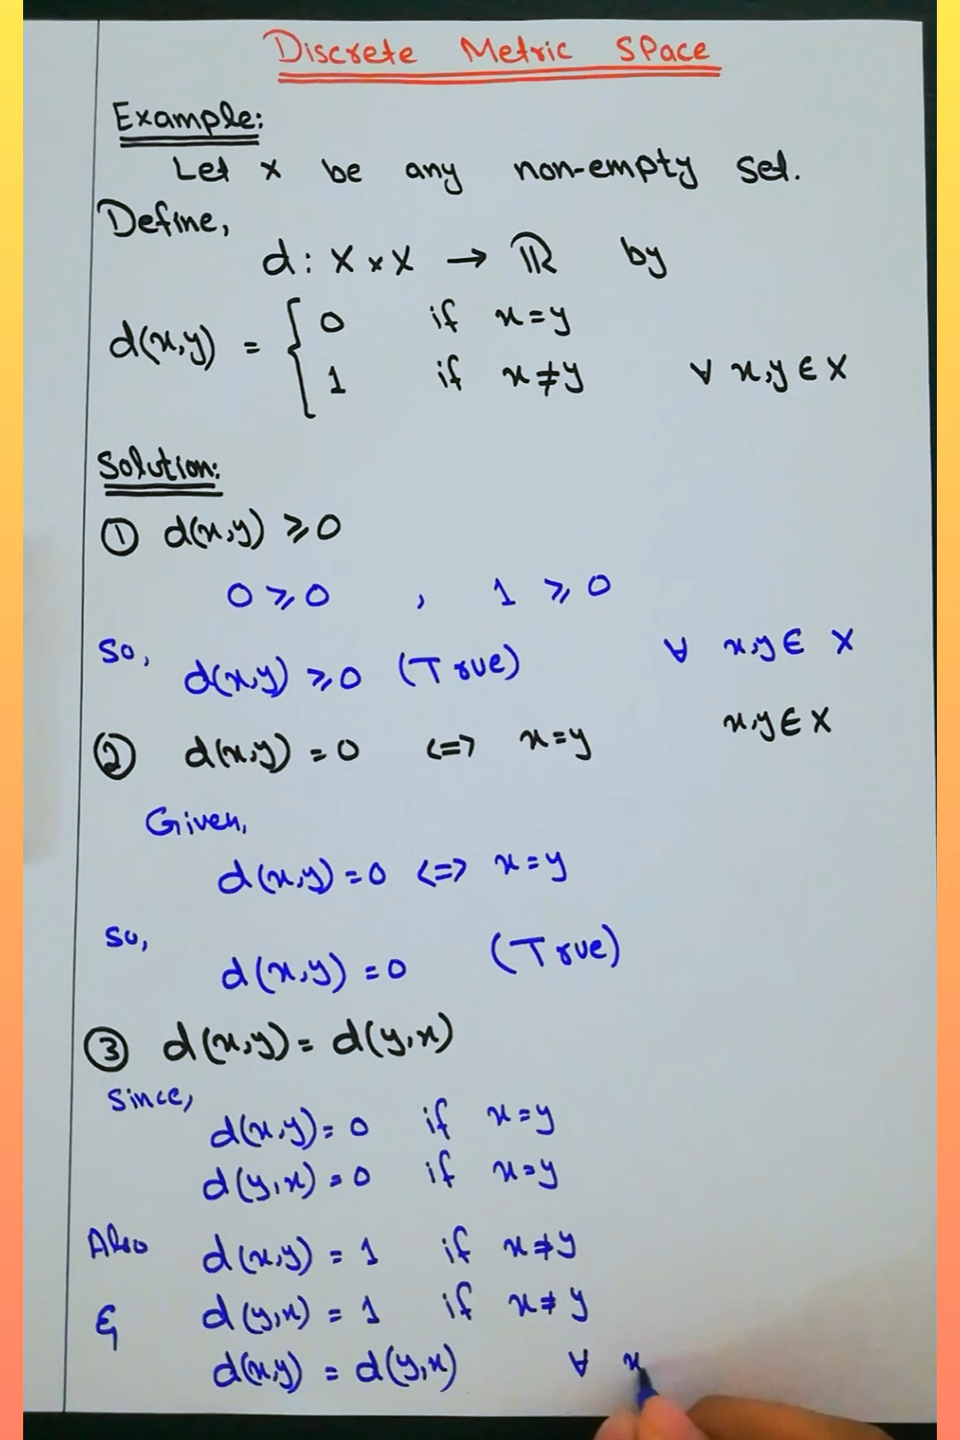 Discrete Metric Space
Example:
Let x be any non-empty set.
Define,
d: X × X → ℝ by
d(x,y) = { 0 if x=y
1 if x≠y ∀ x,y ∈ X
Solution:
① d(x,y) ⩾ 0
0 ⩾ 0 , 1 ⩾ 0
So, d(x,y) ⩾ 0 (True) ∀ x,y ∈ X
② d(x,y) = 0 <=> x=y x,y ∈ X
Given,
d(x,y) = 0 <=> x=y
So,
d(x,y) = 0 (True)
③ d(x,y) = d(y,x)
Since,
d(x,y) = 0 if x=y
d(y,x) = 0 if x=y
Also d(x,y) = 1 if x≠y
& d(y,x) = 1 if x≠y
d(x,y) = d(y,x) ∀ x